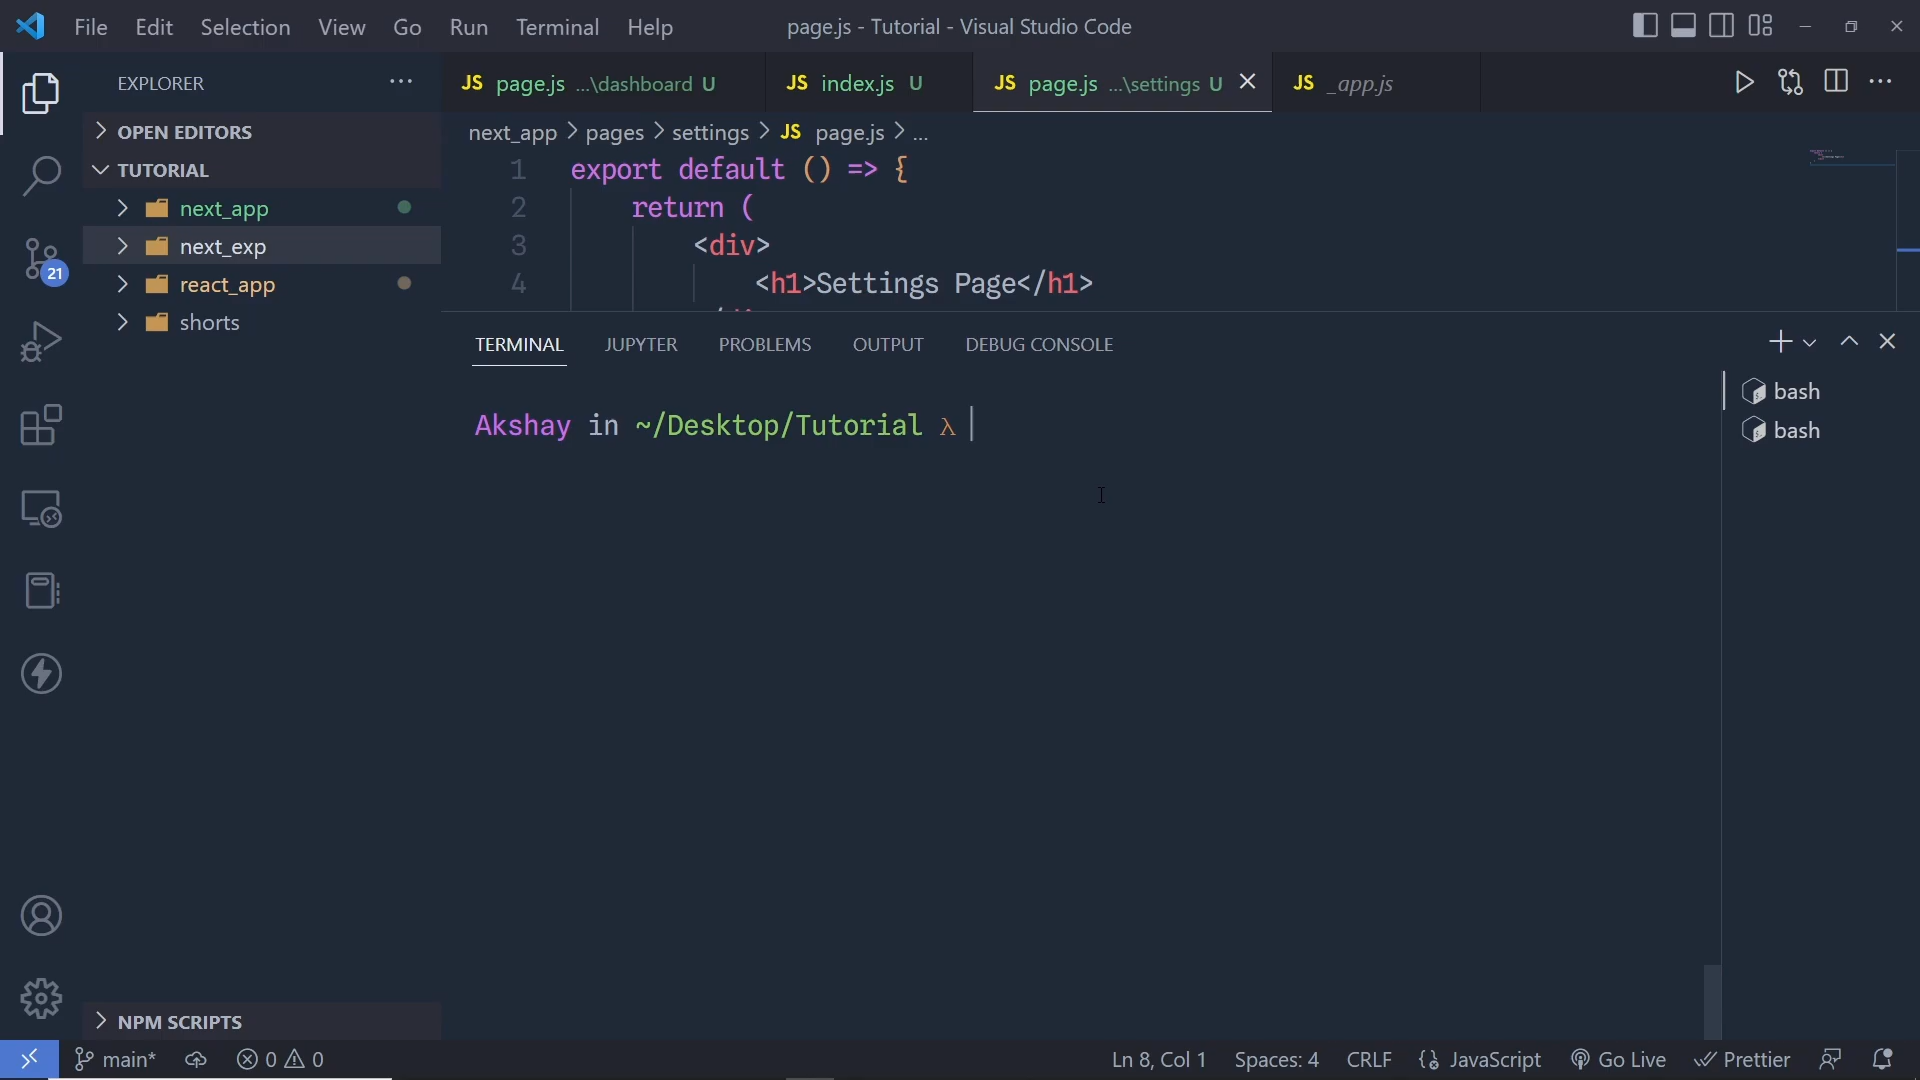 File Edit Selection View Go Run Terminal Help page.js - Tutorial - Visual Studio Code
EXPLORER
JS page.js ...\dashboard U JS index.js U JS page.js ...\settings U JS _app.js
OPEN EDITORS
TUTORIAL
next_app
next_exp
react_app
shorts
21
NPM SCRIPTS
next_app > pages > settings > JS page.js > ...
1 export default () => {
2 return (
3 <div>
4 <h1>Settings Page</h1>
TERMINAL JUPYTER PROBLEMS OUTPUT DEBUG CONSOLE
Akshay in ~/Desktop/Tutorial λ
bash
bash
main* 0 0 Ln 8, Col 1 Spaces: 4 CRLF JavaScript Go Live Prettier